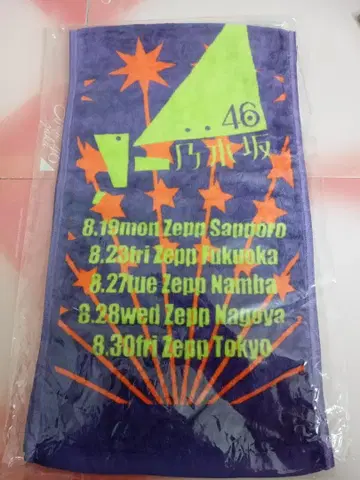 46
乃木坂
8.19mon Zepp Sapporo
8.23fri Zepp Fukuoka
8.27tue Zepp Namba
8.28wed Zepp Nagoya
8.30fri Zepp Tokyo